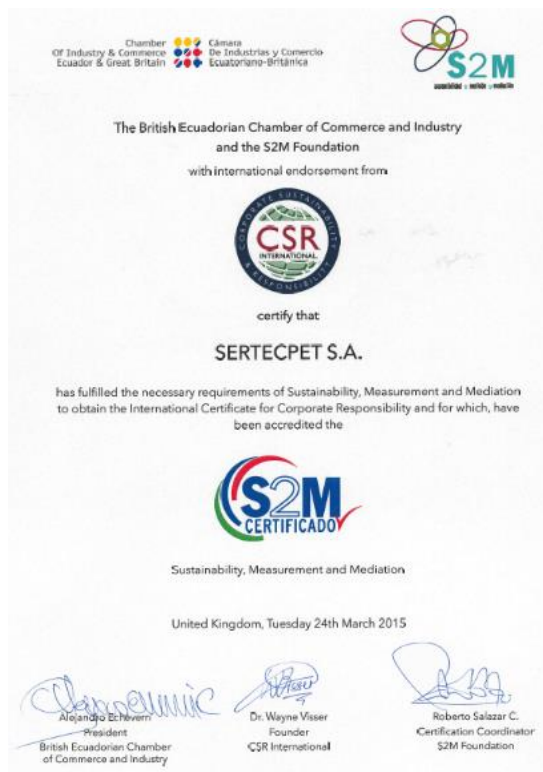 Chamber
Of Industry & Commerce
Ecuador & Great Britain
Cámara
De Industrias y Comercio
Ecuatoriano-Británica
S2M
sostenibilidad medición mediación
The British Ecuadorian Chamber of Commerce and Industry
and the S2M Foundation
with international endorsement from
CORPORATE SUSTAINABILITY
CSR
INTERNATIONAL
& RESPONSIBILITY
certify that
SERTECPET S.A.
has fulfilled the necessary requirements of Sustainability, Measurement and Mediation
to obtain the International Certificate for Corporate Responsibility and for which, have
been accredited the
S2M
CERTIFICADO
Sustainability, Measurement and Mediation
United Kingdom, Tuesday 24th March 2015
Alejandro Echeverri
President
British Ecuadorian Chamber
of Commerce and Industry
Dr. Wayne Visser
Founder
CSR International
Roberto Salazar C.
Certification Coordinator
S2M Foundation